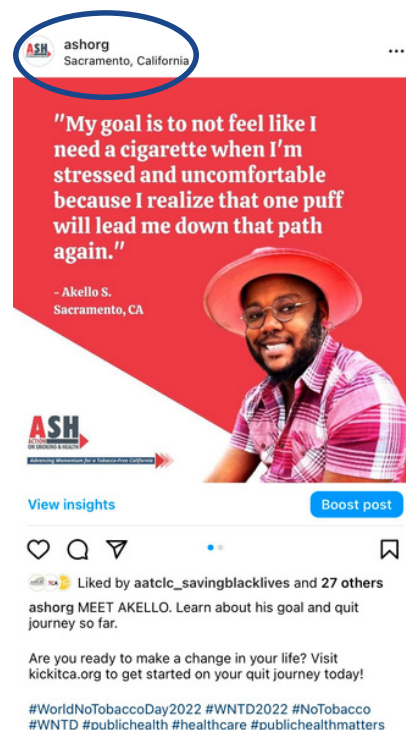 ASH
ashorg
Sacramento, California
"My goal is to not feel like I
need a cigarette when I'm
stressed and uncomfortable
because I realize that one puff
will lead me down that path
again."
- Akello S.
Sacramento, CA
ASH
ACTION
ON SMOKING & HEALTH
Advancing Momentum for a Tobacco-Free California
View insights
Boost post
Liked by aatclc_savingblacklives and 27 others
ashorg MEET AKELLO. Learn about his goal and quit
journey so far.
Are you ready to make a change in your life? Visit
kickitca.org to get started on your quit journey today!
#WorldNoTobaccoDay2022 #WNTD2022 #NoTobacco
#WNTD #publichealth #healthcare #publichealthmatters